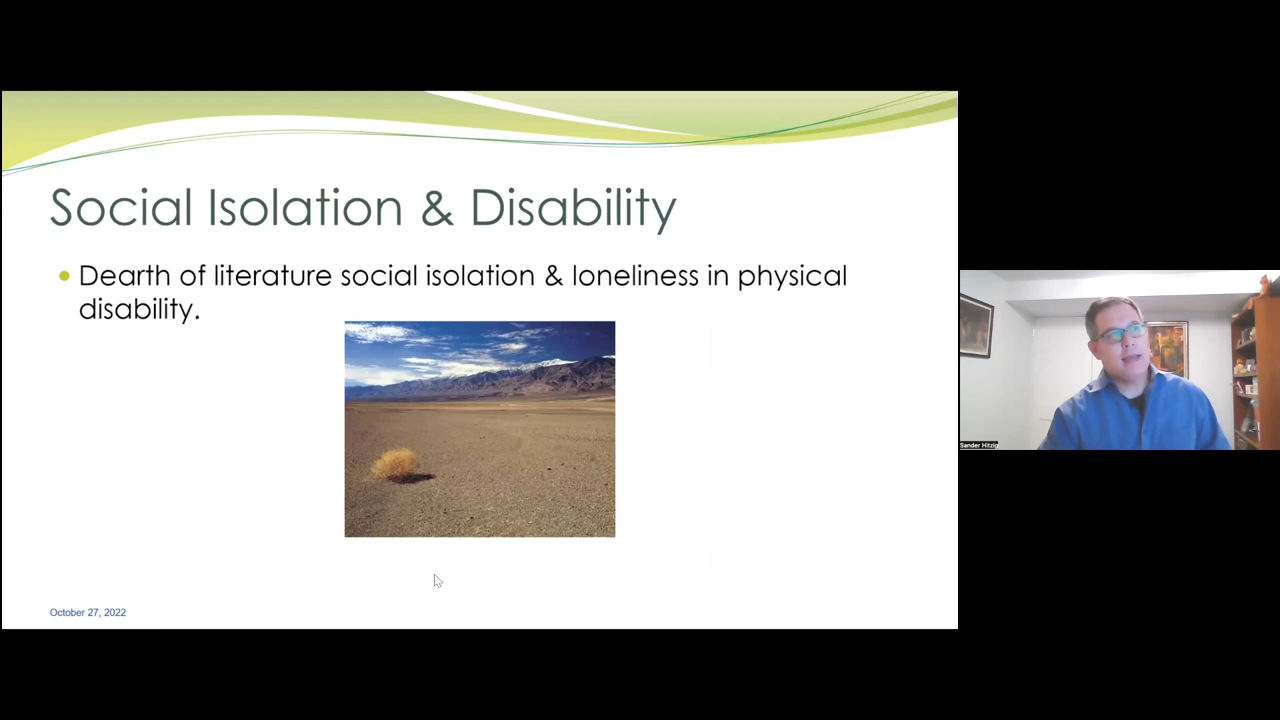 Social Isolation & Disability
Dearth of literature social isolation & loneliness in physical
disability.
October 27, 2022
Sander Hitzig